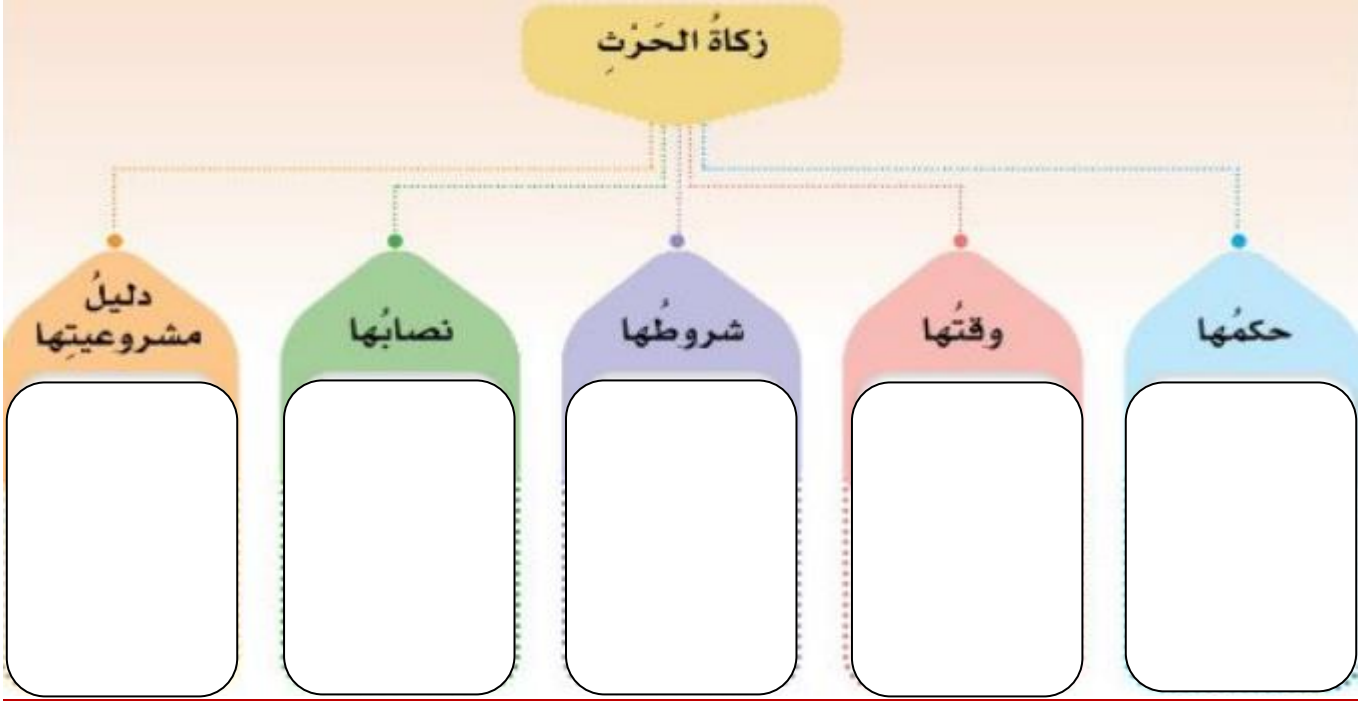 زكاةُ الحَرْثِ
حكمُها
وقتُها
شروطُها
نصابُها
دليلُ
مشروعيتِها